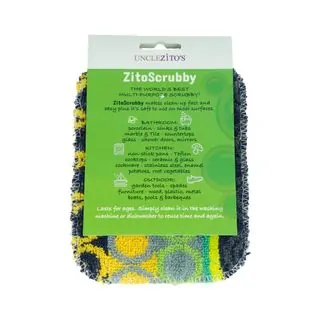 UNCLEZITO'S
ZitoScrubby
THE WORLD'S BEST
MULTI-PURPOSE SCRUBBY!
ZitoScrubby makes clean-up fast and
easy plus it's safe to use on most surfaces
BATHROOM:
porcelain - sinks & tubs
marble & tile - countertops
glass - shower doors, mirrors
KITCHEN:
non-stick pans - Teflon
cooktops - ceramic & glass
cookware - stainless steel, enamel
potatoes, root vegetables
OUTDOOR:
garden tools - spades
furniture - wood, plastic, metal
boats, pools & barbeques
Lasts for ages. Simply clean in the washing
machine or dishwasher to reuse time and again.